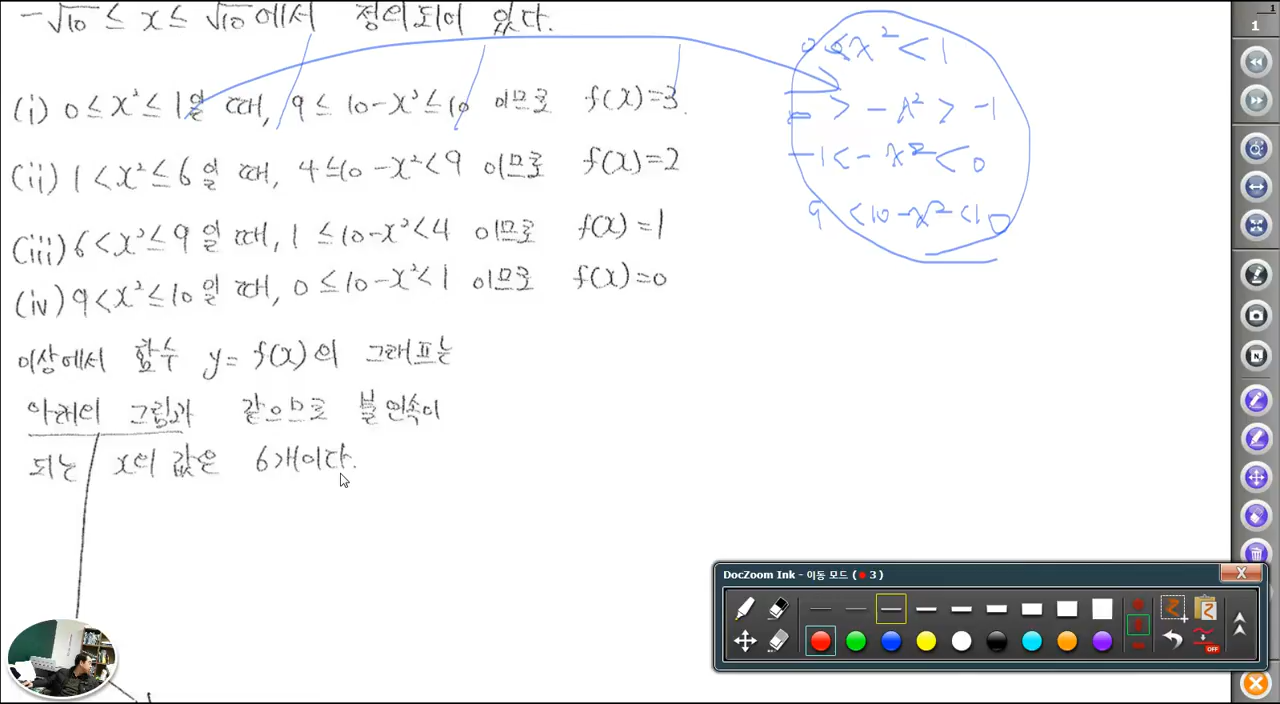 -√10 ≤ x ≤ √10에서 정의되어 있다.
(i) 0 ≤ x² ≤ 1일 때, 9 ≤ 10-x² ≤ 10 이므로 f(x)=3.
(ii) 1 < x² ≤ 6일 때, 4 ≤ 10-x² < 9 이므로 f(x)=2
(iii) 6 < x² ≤ 9일 때, 1 ≤ 10-x² < 4 이므로 f(x)=1
(iv) 9 < x² ≤ 10일 때, 0 ≤ 10-x² < 1 이므로 f(x)=0
이상에서 함수 y= f(x)의 그래프는
아래의 그림과 같으므로 불연속이
되는 x의 값은 6개이다.
x² < 1
> -x² > -1
-1 < -x² < 0
9 < 10-x² < 10
1
1
DocZoom Ink - 이동 모드 ( 3 )
X
OFF
N